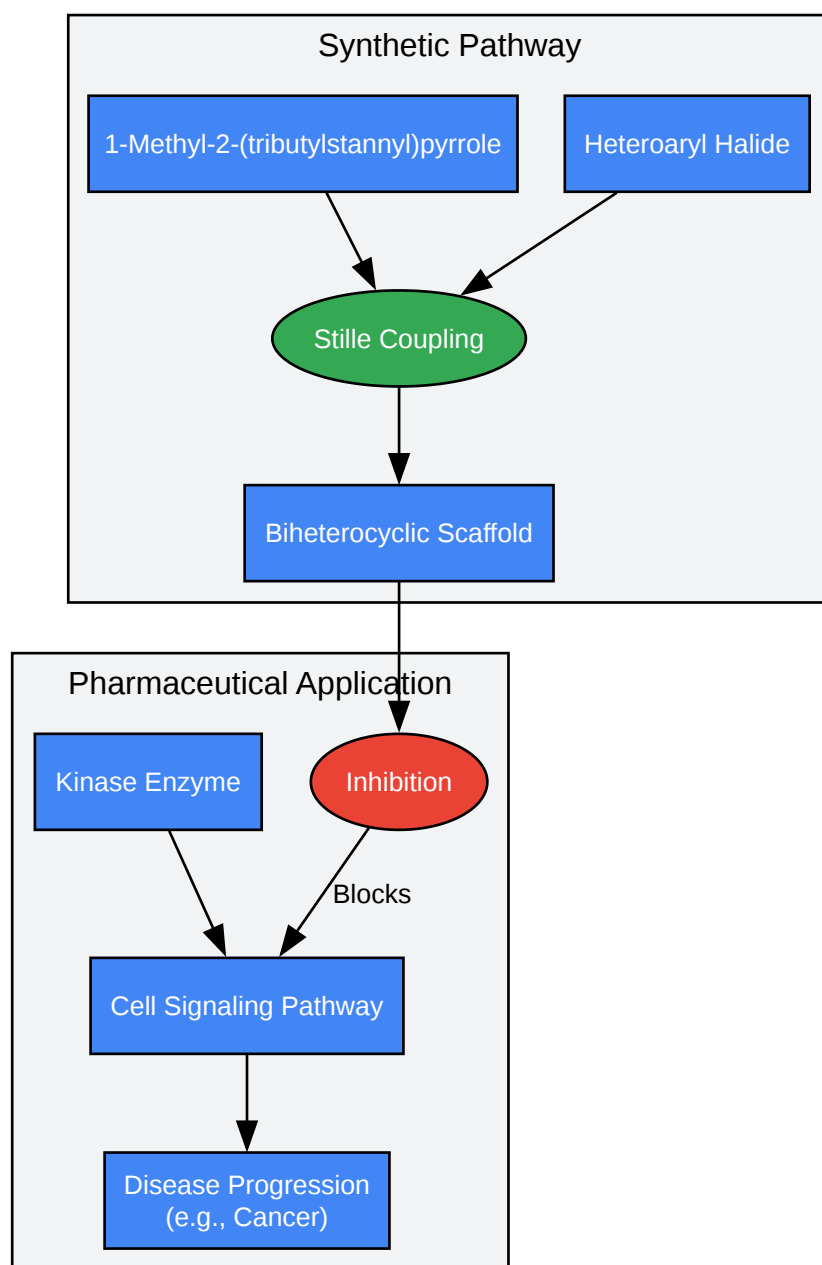 Synthetic Pathway
1-Methyl-2-(tributylstannyl)pyrrole
Heteroaryl Halide
Stille Coupling
Biheterocyclic Scaffold
Pharmaceutical Application
Kinase Enzyme
Inhibition
Blocks
Cell Signaling Pathway
Disease Progression
(e.g., Cancer)